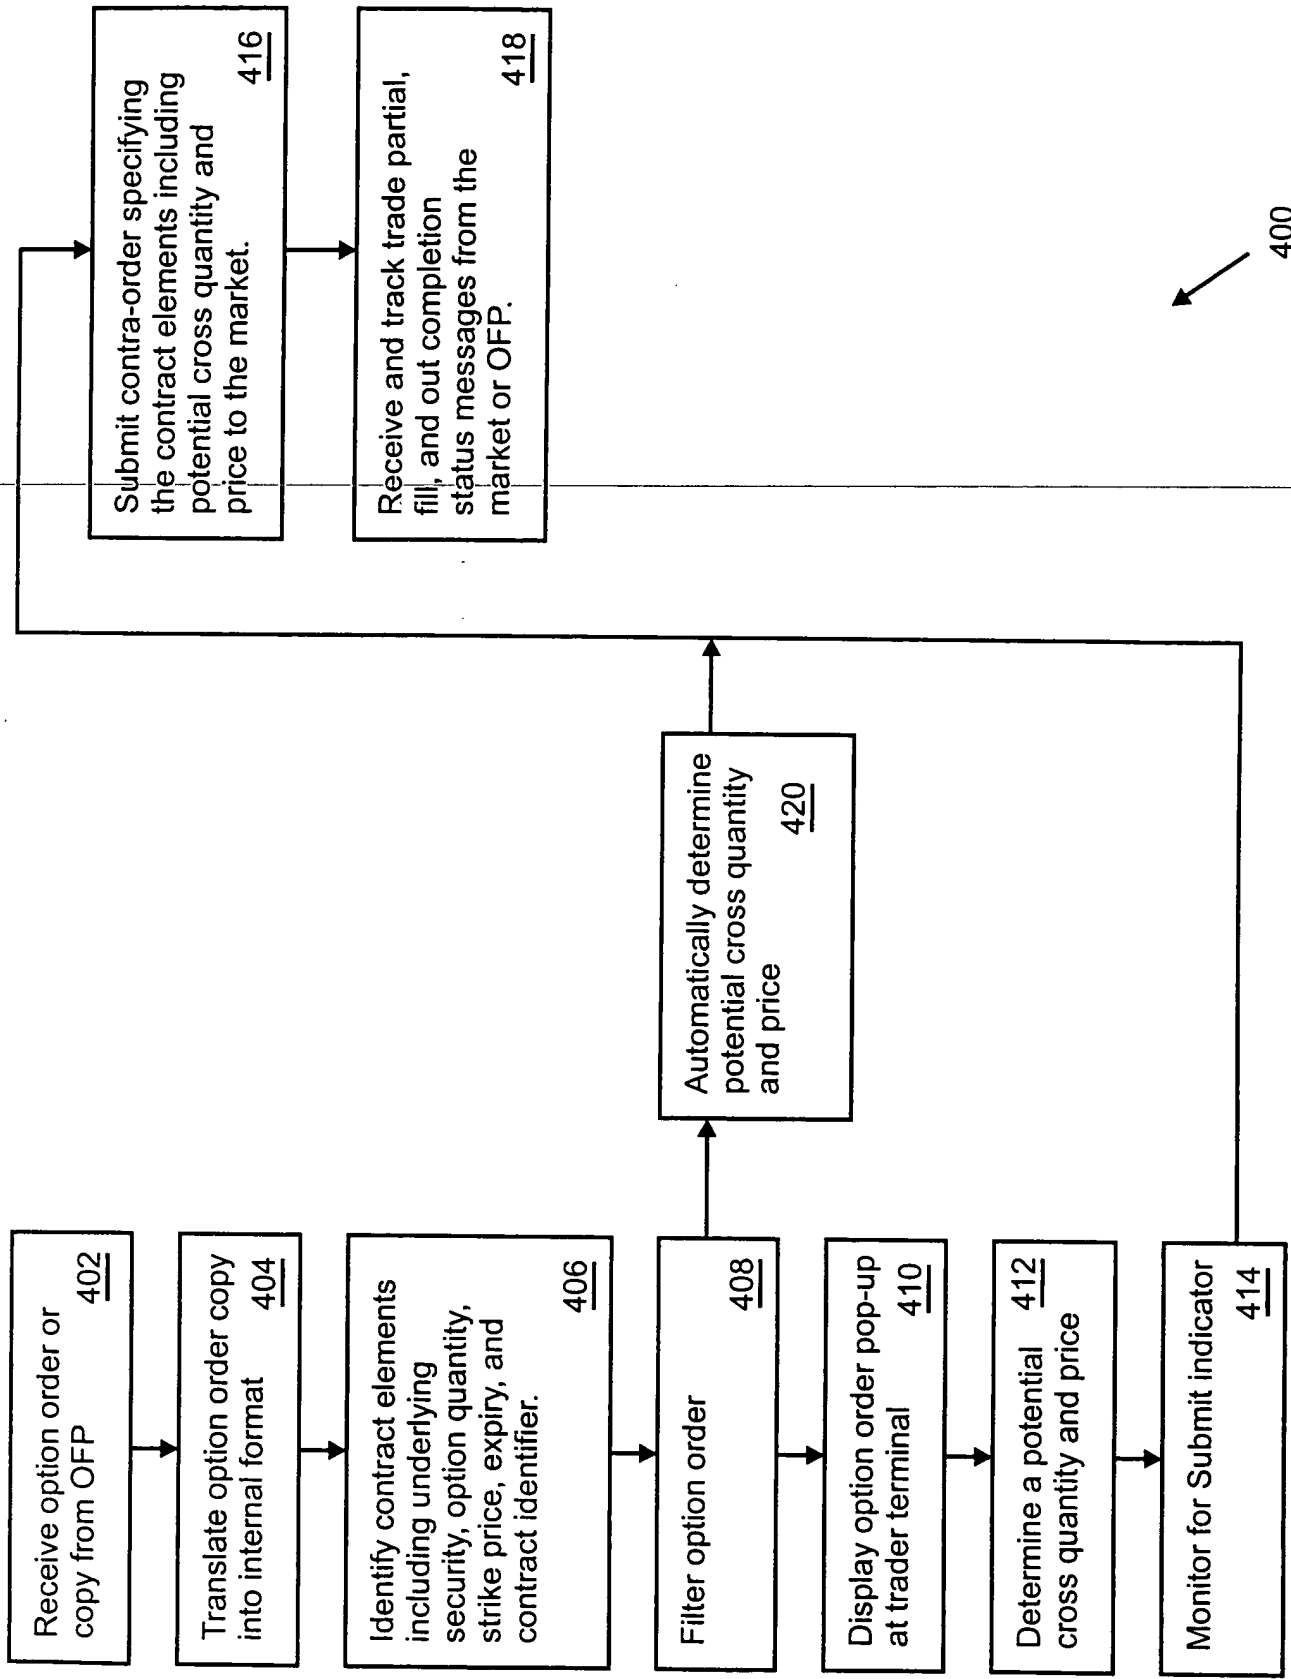 Receive option order or
copy from OFP
402
Translate option order copy
into internal format
404
Identify contract elements
including underlying
security, option quantity,
strike price, expiry, and
contract identifier.
406
Filter option order
408
Display option order pop-up
at trader terminal
410
Determine a potential
cross quantity and price
412
Monitor for Submit indicator
414
Automatically determine
potential cross quantity
and price
420
Submit contra-order specifying
the contract elements including
potential cross quantity and
price to the market.
416
Receive and track trade partial,
fill, and out completion
status messages from the
market or OFP.
418
400